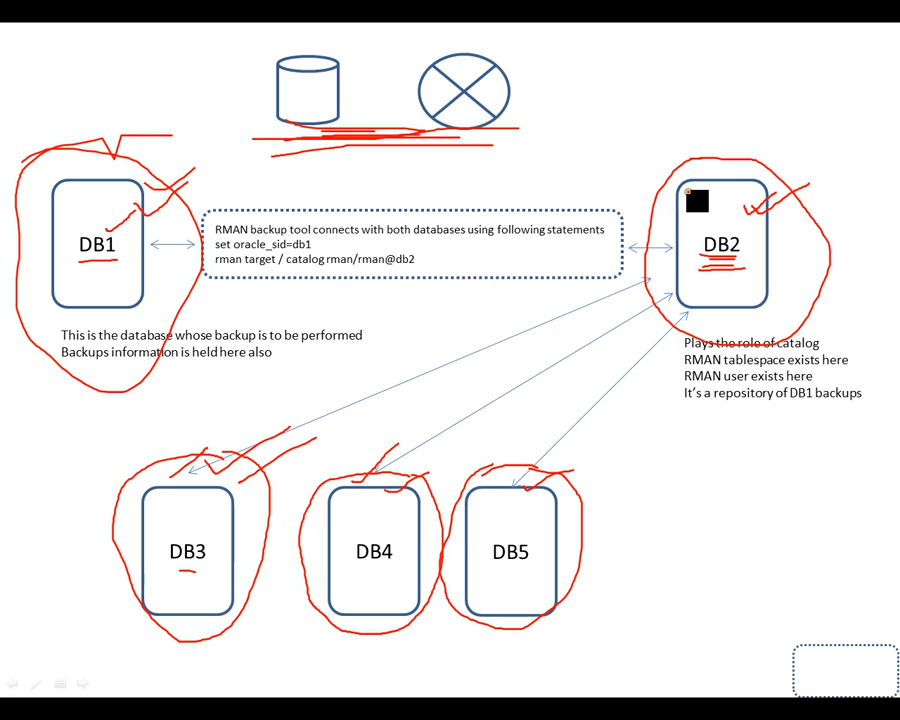 DB1
RMAN backup tool connects with both databases using following statements
set oracle_sid=db1
rman target / catalog rman/rman@db2
DB2
This is the database whose backup is to be performed
Backups information is held here also
Plays the role of catalog
RMAN tablespace exists here
RMAN user exists here
It's a repository of DB1 backups
DB3
DB4
DB5